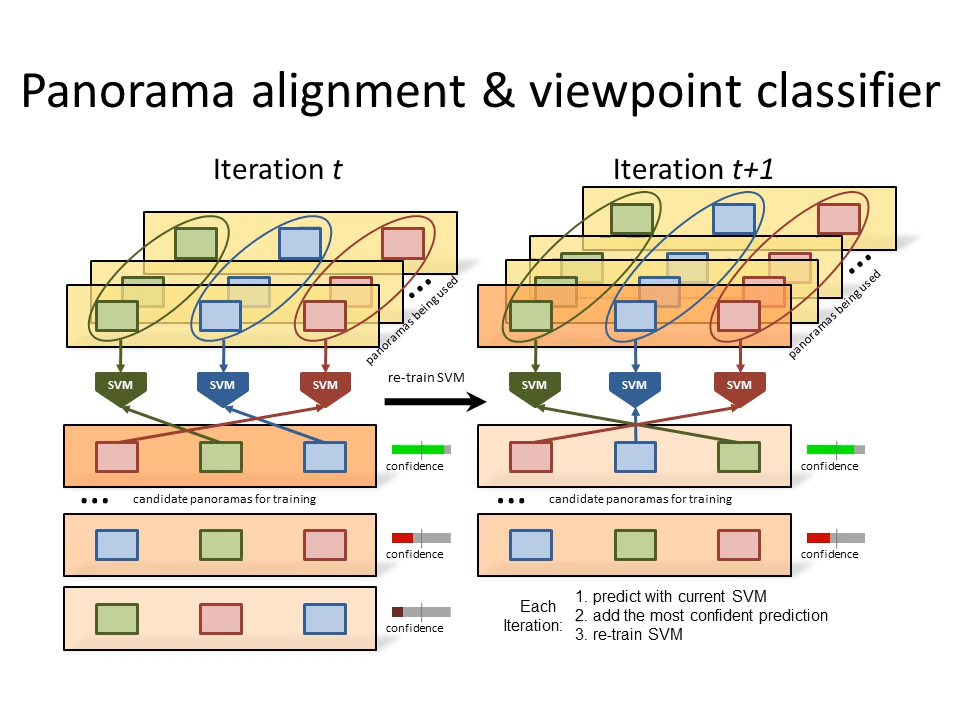 Panorama alignment & viewpoint classifier
Iteration t
Iteration t+1
panoramas being used
panoramas being used
SVM SVM SVM
re-train SVM
SVM SVM SVM
confidence
confidence
candidate panoramas for training
candidate panoramas for training
confidence
confidence
confidence
Each
Iteration:
1. predict with current SVM
2. add the most confident prediction
3. re-train SVM